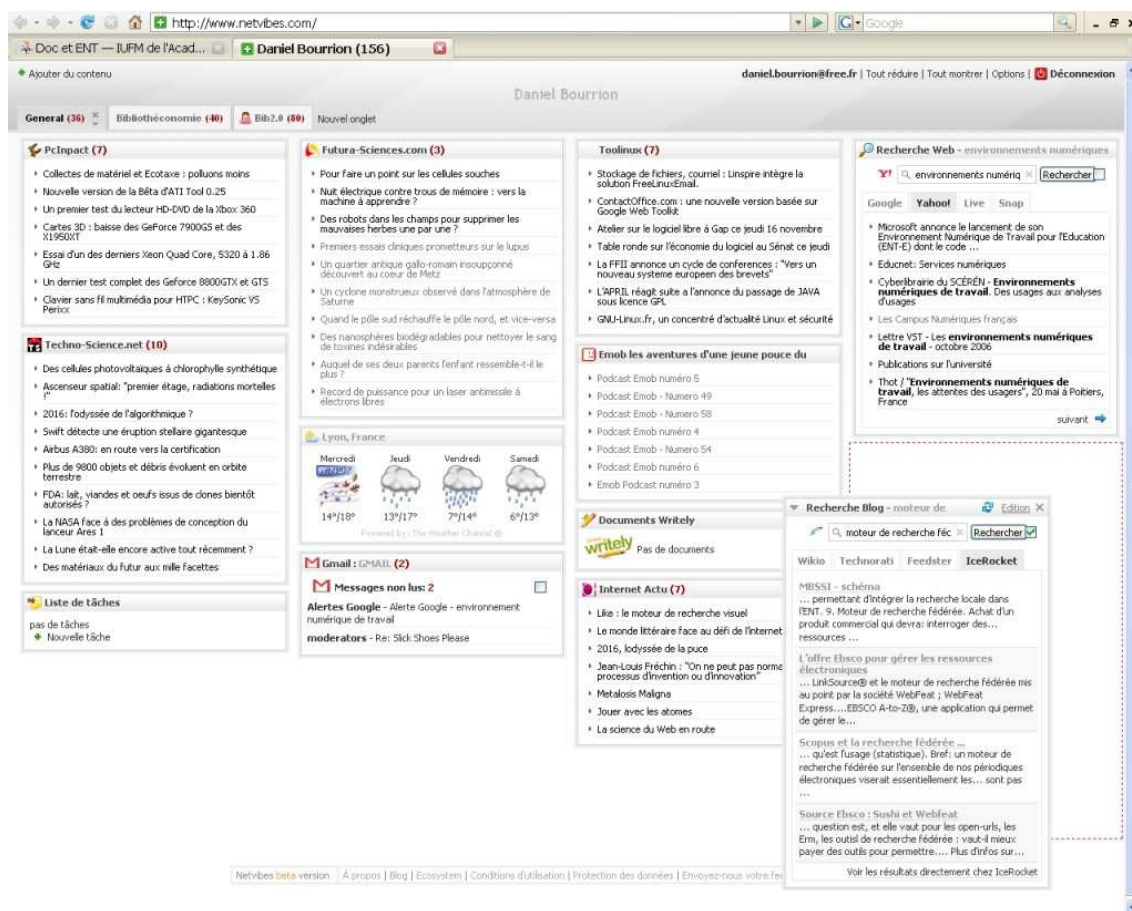 http://www.netvibes.com/
Google
Doc et ENT — IUFM de l'Acad...
Daniel Bourrion (156)
Ajouter du contenu
daniel.bourrion@free.fr | Tout réduire | Tout montrer | Options | Déconnexion
Daniel Bourrion
General (36)
Bibliothéconomie (40)
Bib2.0 (80)
Nouvel onglet
PcInpact (7)
Collectes de matériel et Ecotaxe : polluons moins
Nouvelle version de la Bêta d'ATI Tool 0.25
Un premier test du lecteur HD-DVD de la Xbox 360
Cartes 3D : baisse des GeForce 7900GS et des
X1950XT
Essai d'un des derniers Xeon Quad Core, 5320 à 1.86
GHz
Un dernier test complet des Geforce 8800GTX et GTS
Clavier sans fil multimédia pour HTPC : KeySonic VS
Perixx
Techno-Science.net (10)
Des cellules photovoltaïques à chlorophylle synthétique
Ascenseur spatial: "premier étage, radiations mortelles
!"
2016: l'odyssée de l'algorithmique ?
Swift détecte une éruption stellaire gigantesque
Airbus A380: en route vers la certification
Plus de 9800 objets et débris évoluent en orbite
terrestre
FDA: lait, viandes et oeufs issus de clones bientôt
autorisés ?
La NASA face à des problèmes de conception du
lanceur Ares 1
La Lune était-elle encore active tout récemment ?
Des matériaux du futur aux mille facettes
Liste de tâches
pas de tâches
Nouvelle tâche
Futura-Sciences.com (3)
Pour faire un point sur les cellules souches
Nuit électrique contre trous de mémoire : vers la
machine à apprendre ?
Des robots dans les champs pour supprimer les
mauvaises herbes une par une ?
Premiers essais cliniques prometteurs sur le lupus
Un quartier antique gallo-romain insoupçonné
découvert au coeur de Metz
Un cyclone monstrueux observé dans l'atmosphère de
Saturne
Quand le pôle sud réchauffe le pôle nord, et vice-versa
Des nanosphères biodégradables pour nettoyer le sang
de toxines indésirables
Auquel de ses deux parents l'enfant ressemble-t-il le
plus ?
Record de puissance pour un laser antimissile à
électrons libres
Lyon, France
Mercredi Jeudi Vendredi Samedi
WINDY
14°/18° 13°/17° 7°/14° 6°/13°
Powered by : The Weather Channel ®
Gmail : GMAIL (2)
Messages non lus: 2
Alertes Google - Alerte Google - environnement
numérique de travail
moderators - Re: Slick Shoes Please
Toolinux (7)
Stockage de fichiers, courriel : Linspire intègre la
solution FreeLinuxEmail.
ContactOffice.com : une nouvelle version basée sur
Google Web Toolkit
Atelier sur le logiciel libre à Gap ce jeudi 16 novembre
Table ronde sur l'économie du logiciel au Sénat ce jeudi
La FFII annonce un cycle de conferences : "Vers un
nouveau systeme europeen des brevets"
L'APRIL réagit suite a l'annonce du passage de JAVA
sous licence GPL
GNU-Linux.fr, un concentré d'actualité Linux et sécurité
Emob les aventures d'une jeune pouce du
Podcast Emob numéro 5
Podcast Emob - Numero 49
Podcast Emob - Numero 58
Podcast Emob numéro 4
Podcast Emob - Numero 54
Podcast Emob numéro 6
Emob Podcast numéro 3
Documents Writely
writely
Pas de documents
Internet Actu (7)
Like : le moteur de recherche visuel
Le monde littéraire face au défi de l'internet
2016, lodyssée de la puce
Jean-Louis Fréchin : "On ne peut pas norma
processus d'invention ou d'innovation"
Metalosis Maligna
Jouer avec les atomes
La science du Web en route
Recherche Web - environnements numériques
Y! environnements numériq Rechercher
Google Yahoo! Live Snap
Microsoft annonce le lancement de son
Environnement Numérique de Travail pour l'Education
(ENT-E) dont le code ...
Educnet: Services numériques
Cyberlibrairie du SCÉRÉN - Environnements
numériques de travail. Des usages aux analyses
d'usages
Les Campus Numériques français
Lettre VST - Les environnements numériques
de travail - octobre 2006
Publications sur l'université
Thot / "Environnements numériques de
travail, les attentes des usagers", 20 mai à Poitiers,
France
suivant
Recherche Blog - moteur de
Edition
moteur de recherche féc Rechercher
Wikio Technorati Feedster IceRocket
MBSSI - schéma
... permettant d'intégrer la recherche locale dans
l'ENT. 9. Moteur de recherche fédérée. Achat d'un
produit commercial qui devra: interroger des...
ressources ...
L'offre Ebsco pour gérer les ressources
électroniques
... LinkSource® et le moteur de recherche fédérée mis
au point par la société WebFeat ; WebFeat
Express....EBSCO A-to-Z®, une application qui permet
de gérer le...
Scopus et la recherche fédérée ...
... qu'est l'usage (statistique). Bref: un moteur de
recherche fédérée sur l'ensemble de nos périodiques
électroniques viserait essentiellement les... sont pas
...
Source Ebsco : Sushi et Webfeat
... question est, et elle vaut pour les open-urls, les
Erm, les outisl de recherche fédérée : vaut-il mieux
payer des outils pour permettre.... Plus d'infos sur...
Voir les résultats directement chez IceRocket
Netvibes beta version | À propos | Blog | Ecosystem | Conditions d'utilisation | Protection des données | Envoyez-nous votre fee